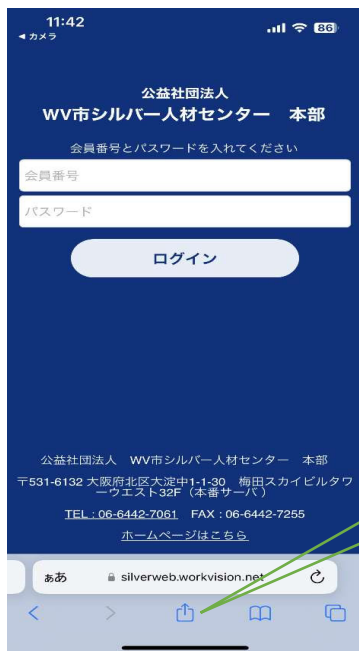 11:42
86
◀ カメラ
公益社団法人
WV市シルバー人材センター 本部
会員番号とパスワードを入れてください
会員番号
パスワード
ログイン
公益社団法人 WV市シルバー人材センター 本部
〒531-6132 大阪府北区大淀中1-1-30 梅田スカイビルタワ
ーウエスト32F（本番サーバ）
TEL : 06-6442-7061 FAX : 06-6442-7255
ホームページはこちら
ぁあ silverweb.workvision.net